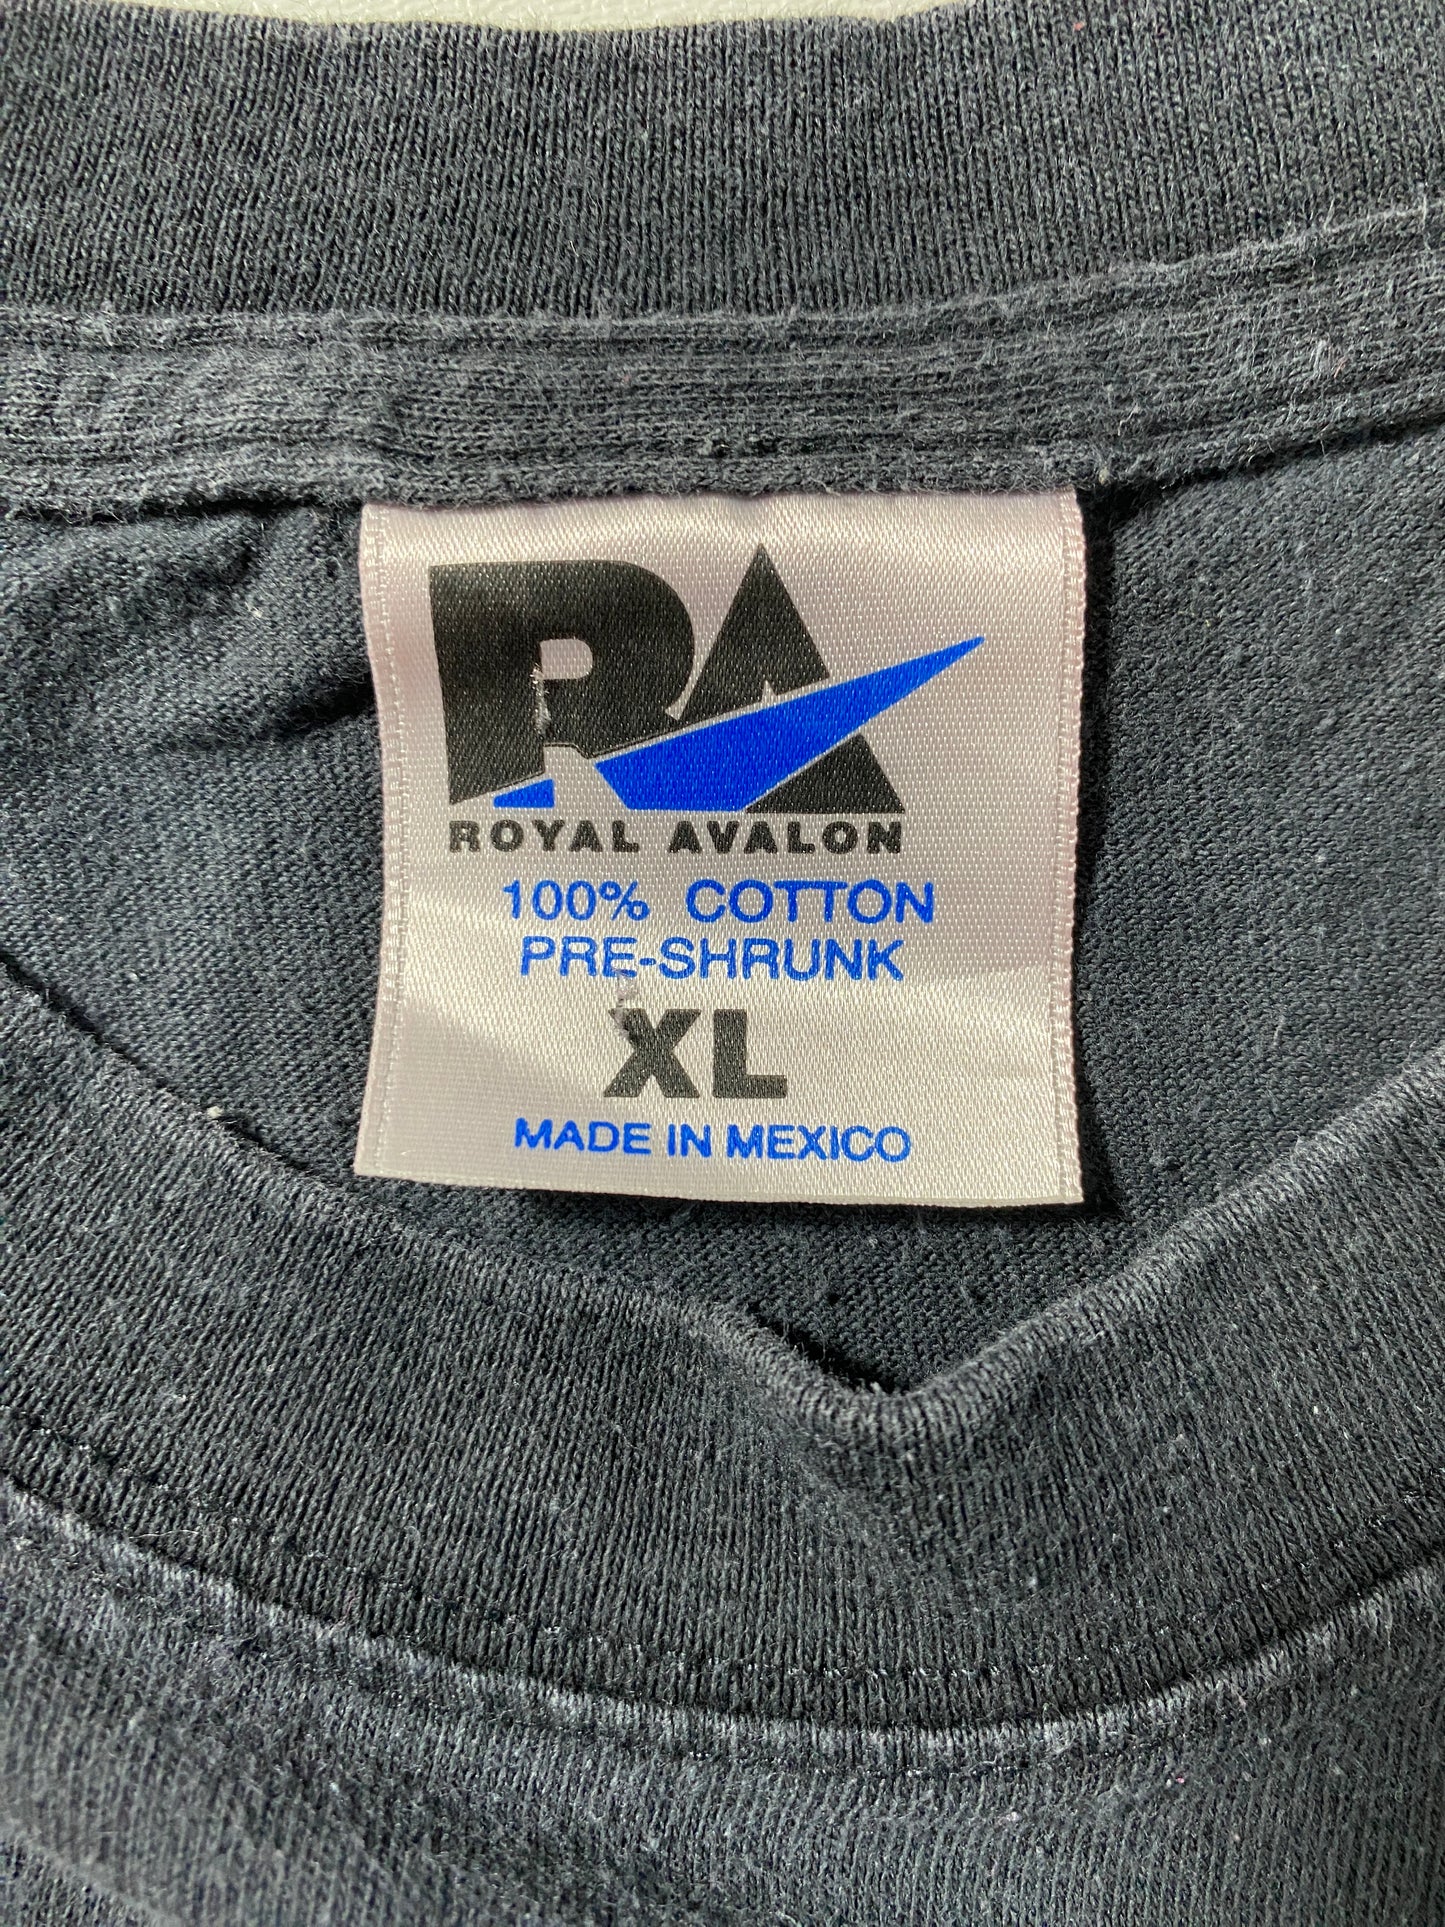 RA
ROYAL AVALON
100% COTTON
PRE-SHRUNK
XL
MADE IN MEXICO